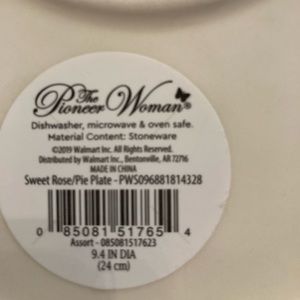 The
Pioneer Woman®
Dishwasher, microwave & oven safe.
Material Content: Stoneware
©2019 Walmart Inc. All Rights Reserved.
Distributed by Walmart Inc., Bentonville, AR 72716
MADE IN CHINA
Sweet Rose/Pie Plate - PWS096881814328
0 85081 51765 4
Assort - 085081517623
9.4 IN DIA
(24 cm)